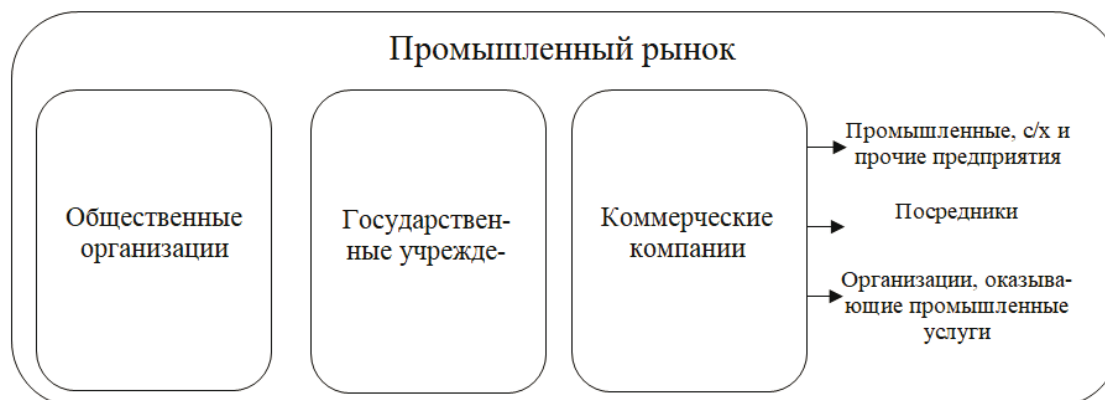 Промышленный рынок
Общественные
организации
Государствен-
ные учрежде-
Коммерческие
компании
Промышленные, с/х и
прочие предприятия
Посредники
Организации, оказыва-
ющие промышленные
услуги